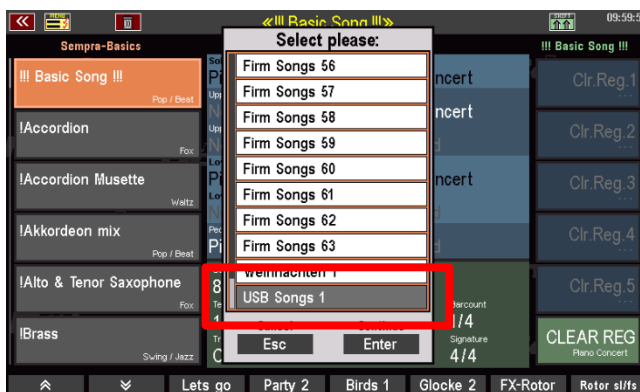 MENU
«!!! Basic Song !!!»
SHIFT
09:59:5
Sempra-Basics
Select please:
!!! Basic Song !!!
!!! Basic Song !!!
Pop / Beat
!Accordion
Fox
!Accordion Musette
Waltz
!Akkordeon mix
Pop / Beat
!Alto & Tenor Saxophone
Fox
!Brass
Swing / Jazz
Firm Songs 56
Firm Songs 57
Firm Songs 58
Firm Songs 59
Firm Songs 60
Firm Songs 61
Firm Songs 62
Firm Songs 63
Weihnachten 1
USB Songs 1
Esc
Enter
ncert
ncert
ncert
Barcount
1/4
Signature
4/4
Clr.Reg.1
Clr.Reg.2
Clr.Reg.3
Clr.Reg.4
Clr.Reg.5
CLEAR REG
Piano Concert
Lets go
Party 2
Birds 1
Glocke 2
FX-Rotor
Rotor sl/fs